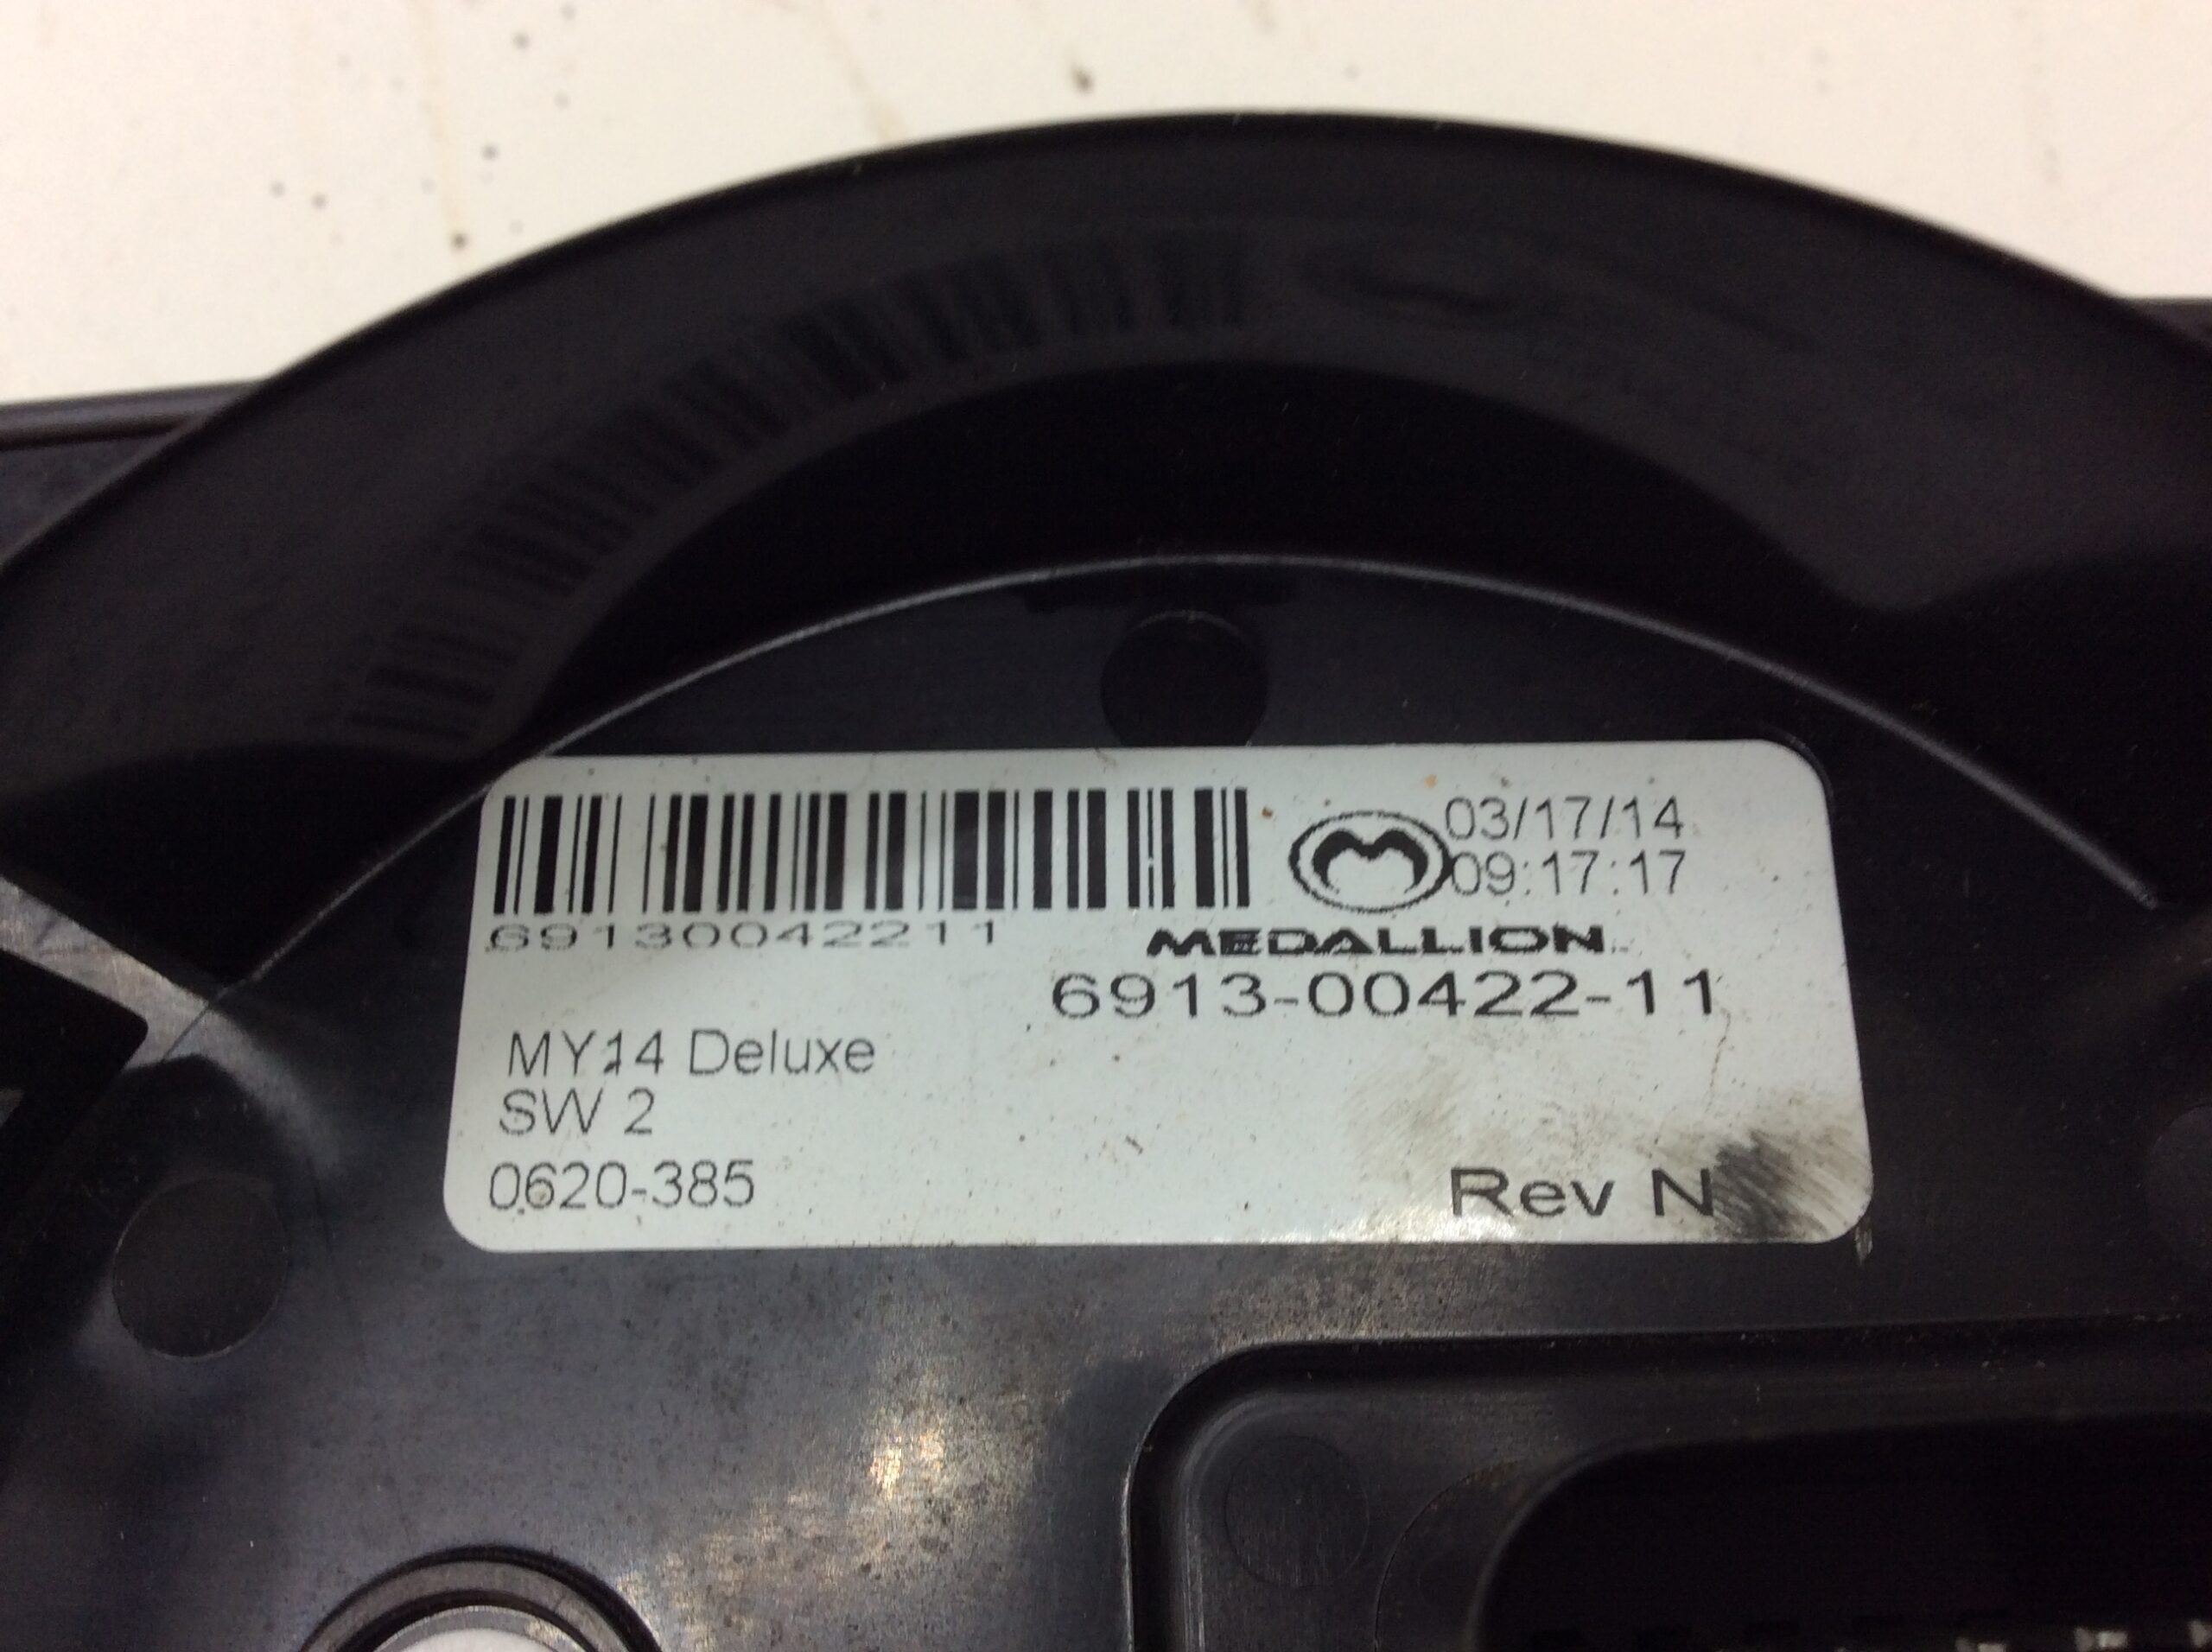 03/17/14
09:17:17
69130042211
MEDALLION
6913-00422-11
MY14 Deluxe
SW 2
0620-385
Rev N